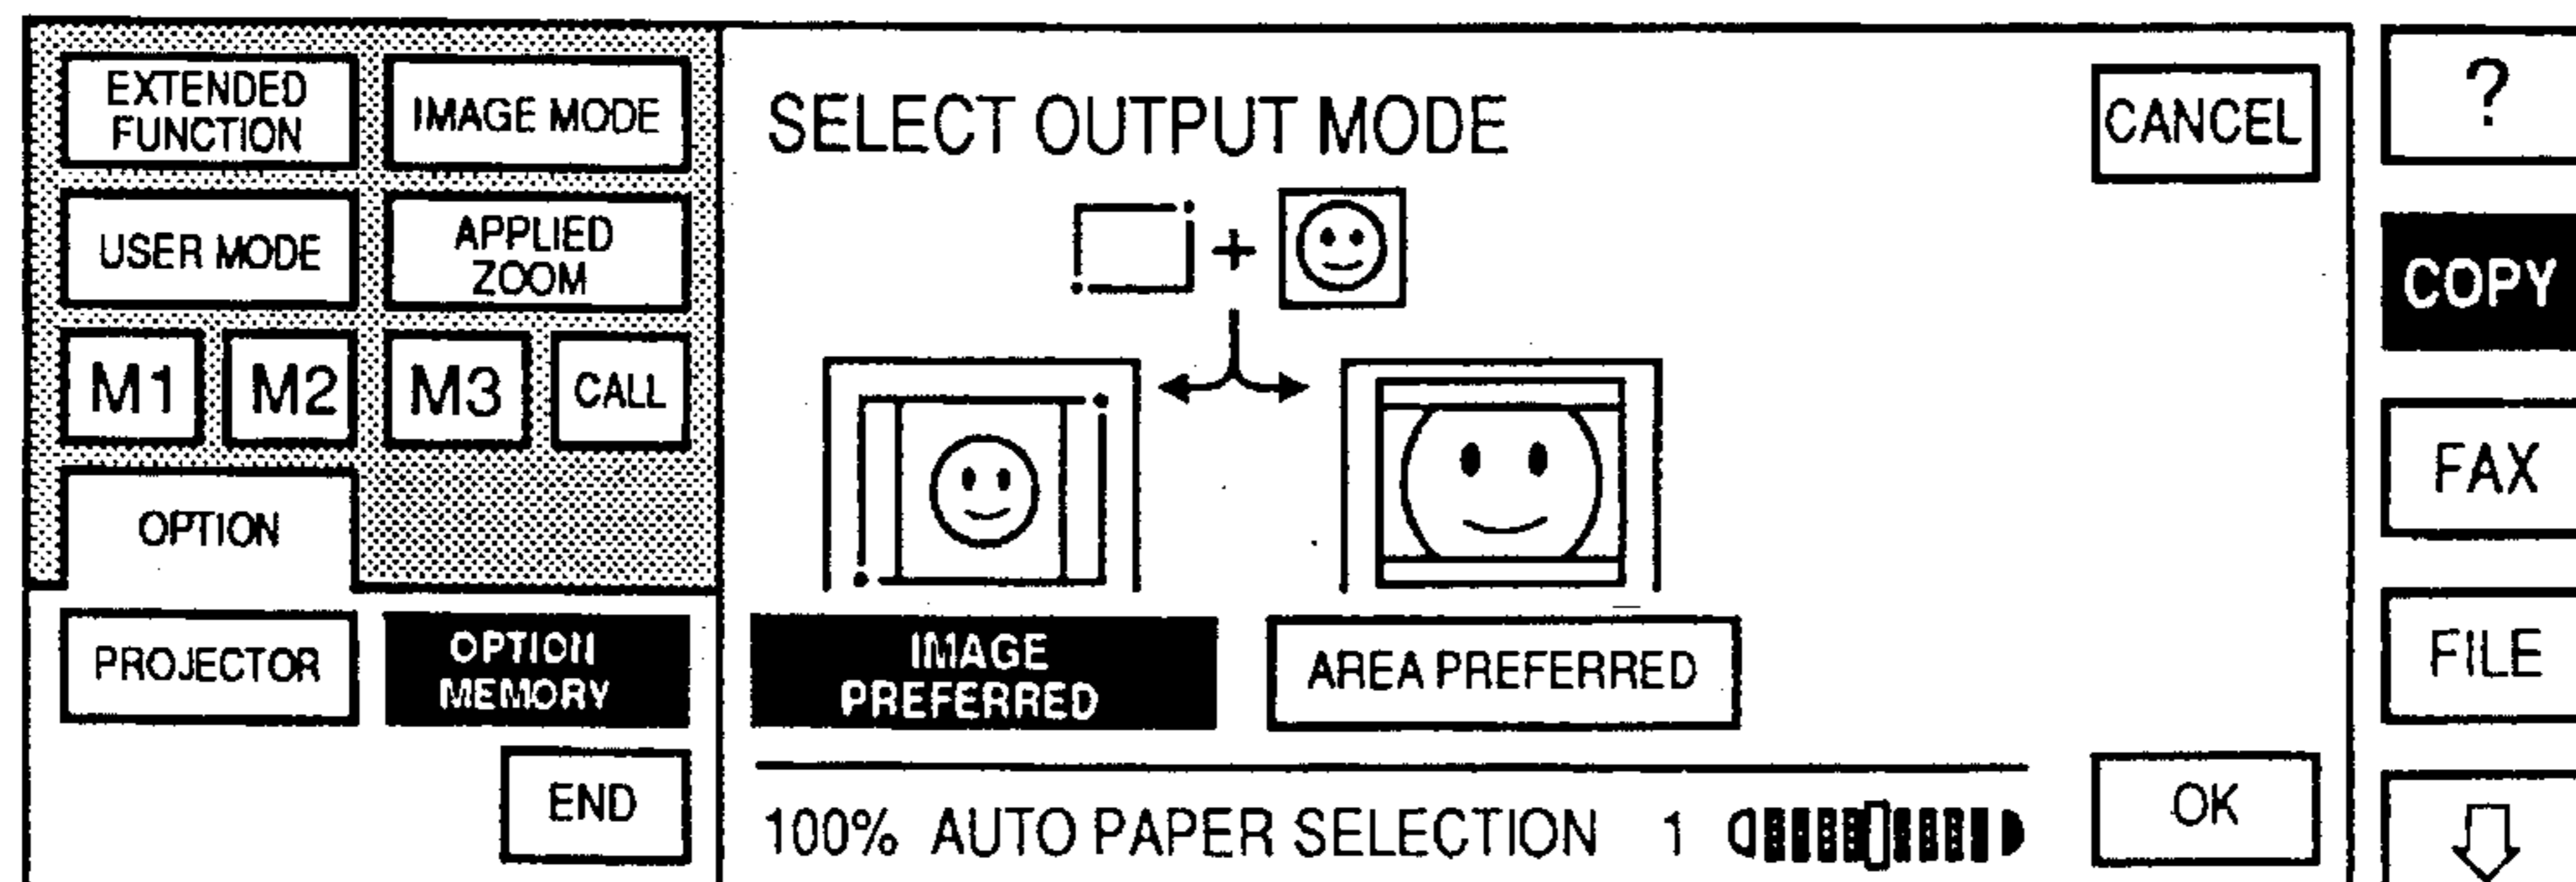 EXTENDED
FUNCTION
IMAGE MODE
USER MODE
APPLIED
ZOOM
M1
M2
M3
CALL
OPTION
PROJECTOR
OPTION
MEMORY
END
SELECT OUTPUT MODE
CANCEL
+
IMAGE
PREFERRED
AREA PREFERRED
100% AUTO PAPER SELECTION 1
OK
?
COPY
FAX
FILE